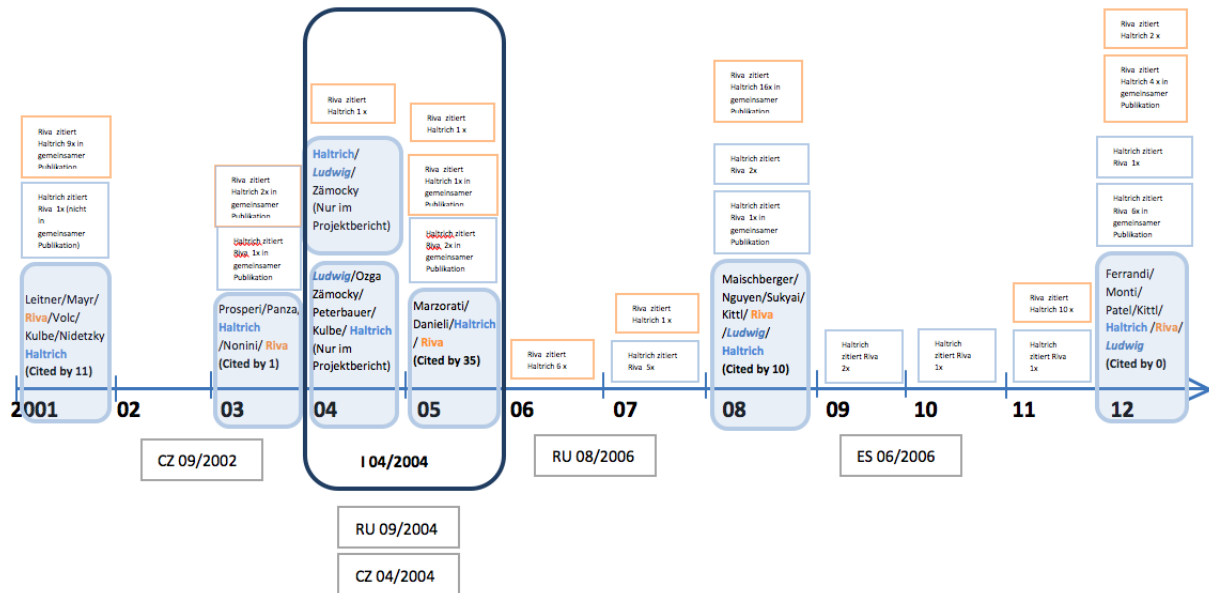 Riva zitiert
Haltrich 9x in
gemeinsamer
Publikation
Haltrich zitiert
Riva 1x (nicht
in
gemeinsamer
Publikation)
Leitner/Mayr/
Riva/Volc/
Kulbe/Nidetzky
Haltrich
(Cited by 11)
Riva zitiert
Haltrich 2x in
gemeinsamer
Publikation
Haltrich zitiert
Riva 1x in
gemeinsamer
Publikation
Prosperi/Panza/
Haltrich
/Nonini/ Riva
(Cited by 1)
Riva zitiert
Haltrich 1 x
Haltrich/
Ludwig/
Zämocky
(Nur im
Projektbericht)
Ludwig/Ozga
Zämocky/
Peterbauer/
Kulbe/ Haltrich
(Nur im
Projektbericht)
Riva zitiert
Haltrich 1 x
Riva zitiert
Haltrich 1x in
gemeinsamer
Publikation
Haltrich zitiert
Riva 2x in
gemeinsamer
Publikation
Marzorati/
Danieli/Haltrich
/ Riva
(Cited by 35)
Riva zitiert
Haltrich 6 x
Riva zitiert
Haltrich 1 x
Haltrich zitiert
Riva 5x
Riva zitiert
Haltrich 16x in
gemeinsamer
Publikation
Haltrich zitiert
Riva 2x
Haltrich zitiert
Riva 1x in
gemeinsamer
Publikation
Maischberger/
Nguyen/Sukyai/
Kittl/ Riva
/Ludwig/
Haltrich
(Cited by 10)
Haltrich
zitiert Riva
2x
Haltrich
zitiert Riva
1x
Riva zitiert
Haltrich 10 x
Haltrich
zitiert Riva
1x
Riva zitiert
Haltrich 2 x
Riva zitiert
Haltrich 4 x in
gemeinsamer
Publikation
Haltrich zitiert
Riva 1x
Haltrich zitiert
Riva 6x in
gemeinsamer
Publikation
Ferrandi/
Monti/
Patel/Kittl/
Haltrich /Riva/
Ludwig
(Cited by 0)
2001 02 03 04 05 06 07 08 09 10 11 12
CZ 09/2002
I 04/2004
RU 08/2006
ES 06/2006
RU 09/2004
CZ 04/2004